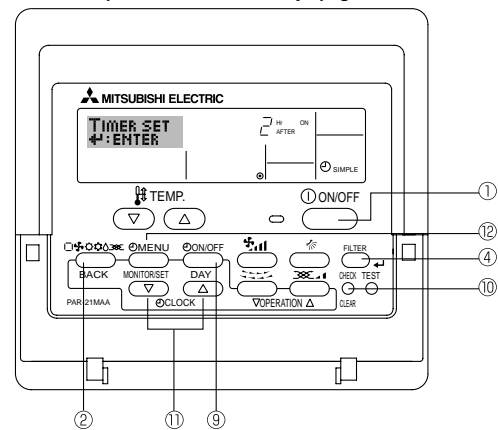 MITSUBISHI ELECTRIC
TIMER SET
:ENTER
2 Hr ON
AFTER
SIMPLE
TEMP.
ON/OFF
①
MENU
ON/OFF
FILTER
⑫
④
BACK
MONITOR/SET
DAY
CHECK
TEST
⑩
PAR-21MAA
CLOCK
OPERATION
CLEAR
②
⑪
⑨